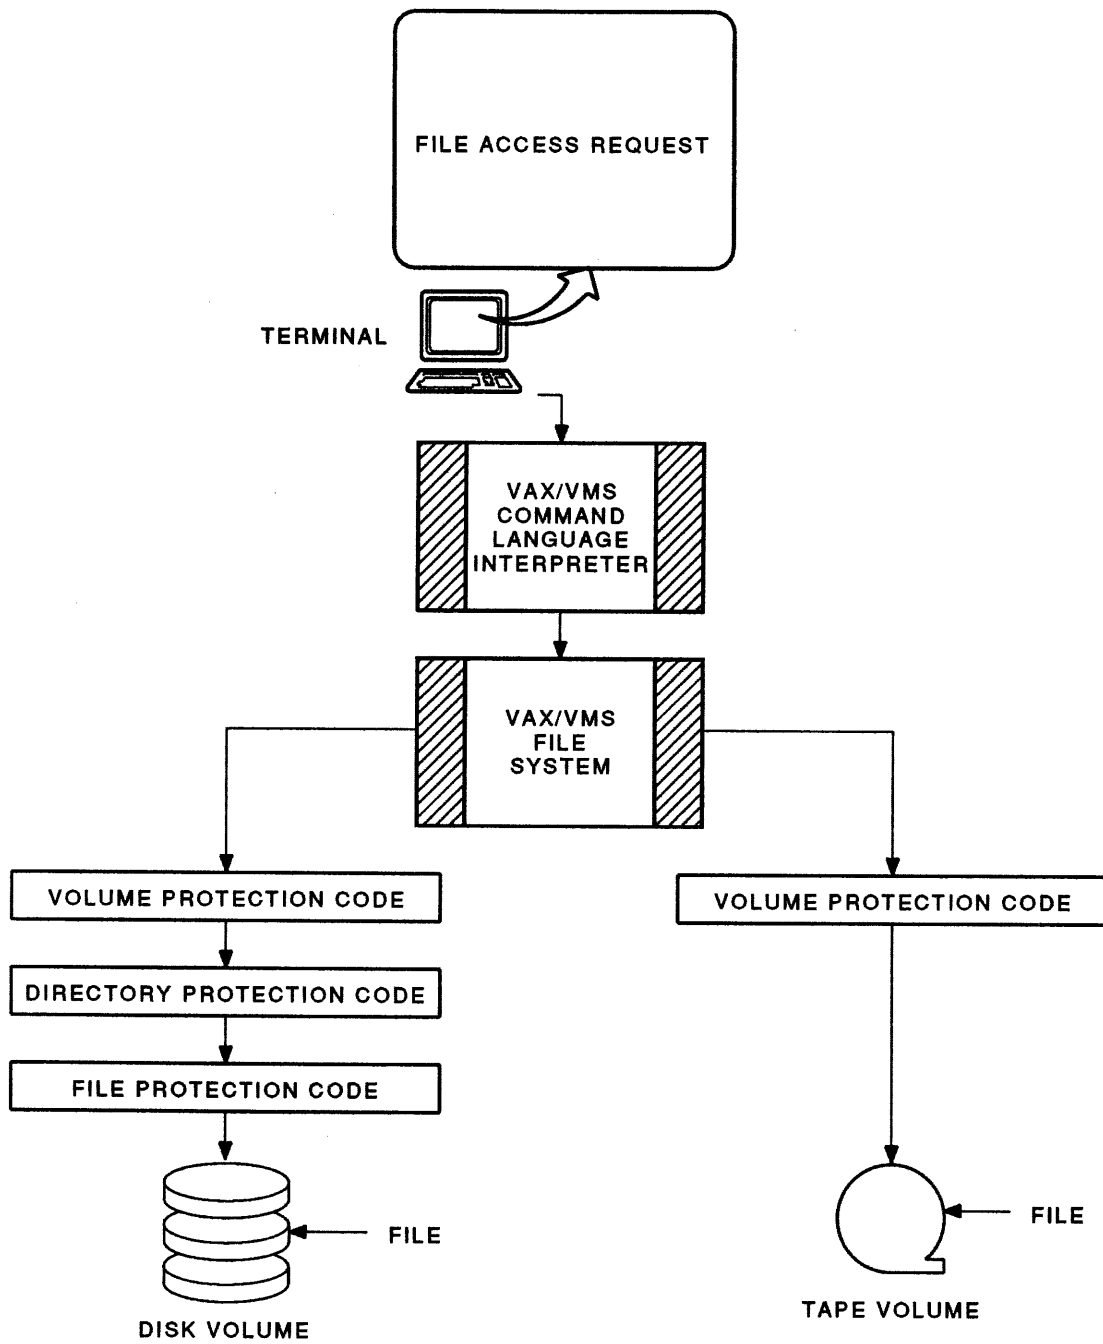 FILE ACCESS REQUEST
TERMINAL
VAX/VMS
COMMAND
LANGUAGE
INTERPRETER
VAX/VMS
FILE
SYSTEM
VOLUME PROTECTION CODE
VOLUME PROTECTION CODE
DIRECTORY PROTECTION CODE
FILE PROTECTION CODE
FILE
FILE
DISK VOLUME
TAPE VOLUME